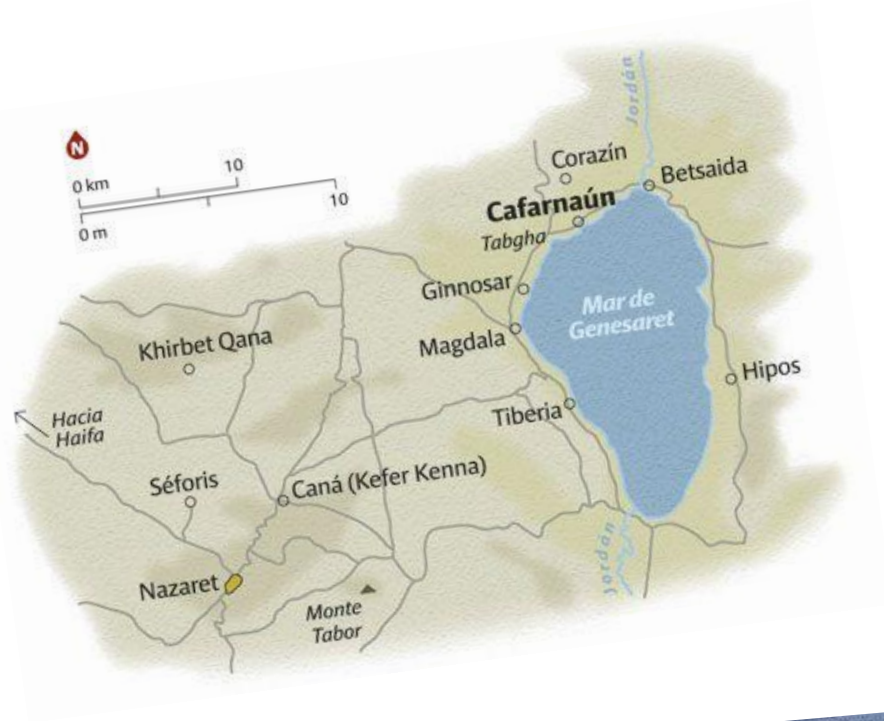 N
0 km
10
0 m
10
Jordán
Corazín
Betsaida
Cafarnaún
Tabgha
Ginnosar
Mar de
Genesaret
Magdala
Khirbet Qana
Hipos
Tiberia
Hacia
Haifa
Séforis
Caná (Kefer Kenna)
Nazaret
Monte
Tabor
Jordán